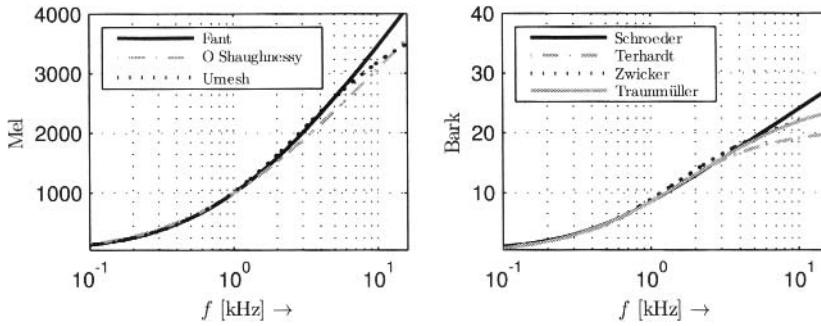 4000
3000
2000
1000
Mel
Fant
O Shaughnessy
Umesh
10^-1
10^0
10^1
f [kHz] →
40
30
20
10
Bark
Schroeder
Terhardt
Zwicker
Traunmüller
10^-1
10^0
10^1
f [kHz] →